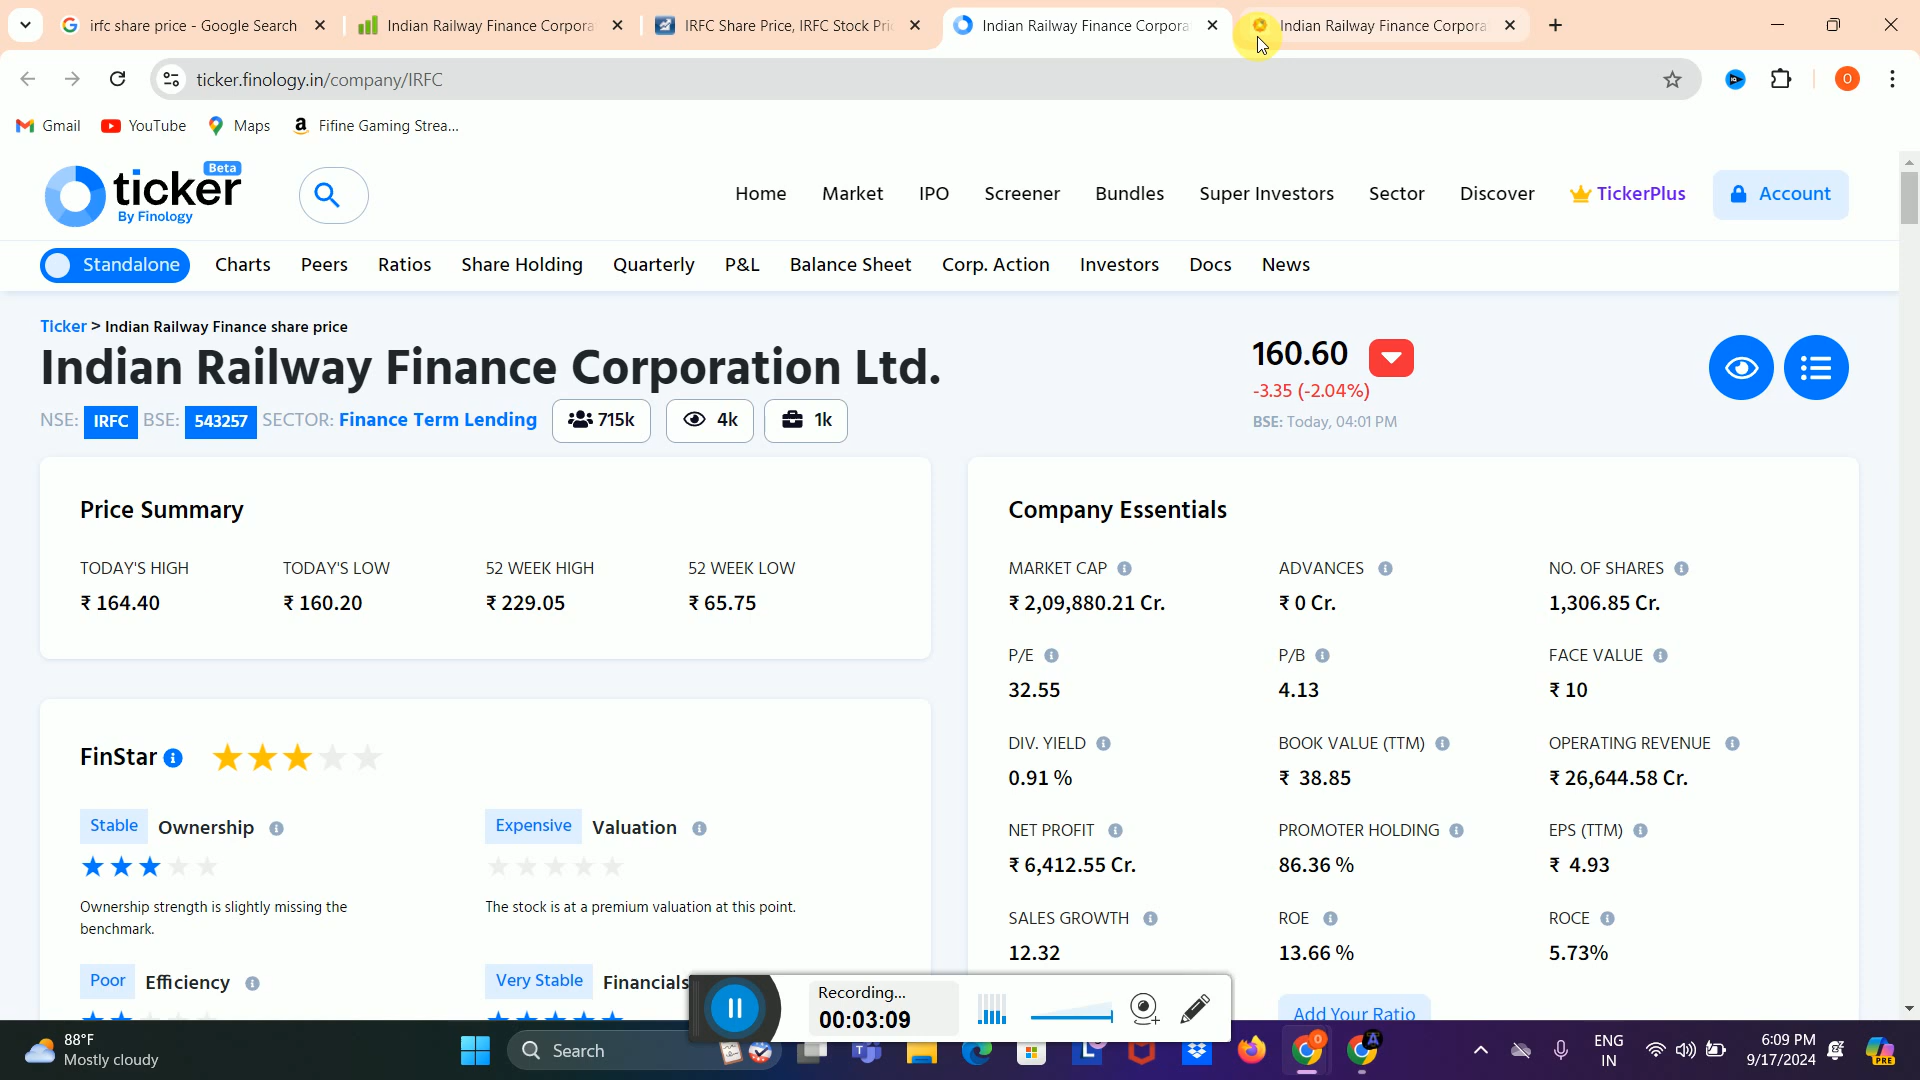 irfc share price - Google Search
Indian Railway Finance Corpora
IRFC Share Price, IRFC Stock Pri
Indian Railway Finance Corpora
Indian Railway Finance Corpora
ticker.finology.in/company/IRFC
O
Gmail
YouTube
Maps
Fifine Gaming Strea...
ticker
Beta
By Finology
Home
Market
IPO
Screener
Bundles
Super Investors
Sector
Discover
TickerPlus
Account
Standalone
Charts
Peers
Ratios
Share Holding
Quarterly
P&L
Balance Sheet
Corp. Action
Investors
Docs
News
Ticker > Indian Railway Finance share price
Indian Railway Finance Corporation Ltd.
160.60
-3.35 (-2.04%)
BSE: Today, 04:01 PM
NSE: IRFC BSE: 543257 SECTOR: Finance Term Lending
715k
4k
1k
Price Summary
TODAY'S HIGH
₹ 164.40
TODAY'S LOW
₹ 160.20
52 WEEK HIGH
₹ 229.05
52 WEEK LOW
₹ 65.75
FinStar
Stable Ownership
Ownership strength is slightly missing the
benchmark.
Expensive Valuation
The stock is at a premium valuation at this point.
Poor Efficiency
Very Stable Financials
Company Essentials
MARKET CAP
₹ 2,09,880.21 Cr.
ADVANCES
₹ 0 Cr.
NO. OF SHARES
1,306.85 Cr.
P/E
32.55
P/B
4.13
FACE VALUE
₹ 10
DIV. YIELD
0.91 %
BOOK VALUE (TTM)
₹ 38.85
OPERATING REVENUE
₹ 26,644.58 Cr.
NET PROFIT
₹ 6,412.55 Cr.
PROMOTER HOLDING
86.36 %
EPS (TTM)
₹ 4.93
SALES GROWTH
12.32
ROE
13.66 %
ROCE
5.73%
Add Your Ratio
Recording...
00:03:09
88°F
Mostly cloudy
Search
ENG
IN
6:09 PM
9/17/2024
PRE